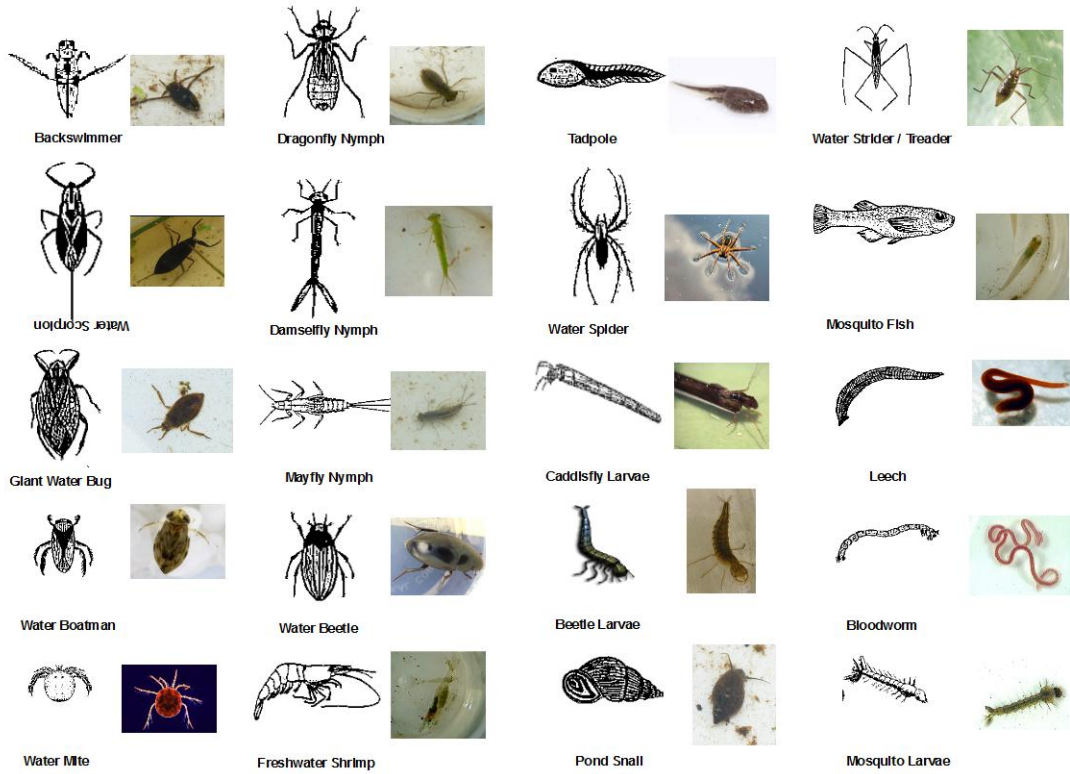 Backswimmer
Dragonfly Nymph
Tadpole
Water Strider / Treader
Water Scorpion
Damselfly Nymph
Water Spider
Mosquito Fish
Giant Water Bug
Mayfly Nymph
Caddisfly Larvae
Leech
Water Boatman
Water Beetle
Beetle Larvae
Bloodworm
Water Mite
Freshwater Shrimp
Pond Snail
Mosquito Larvae